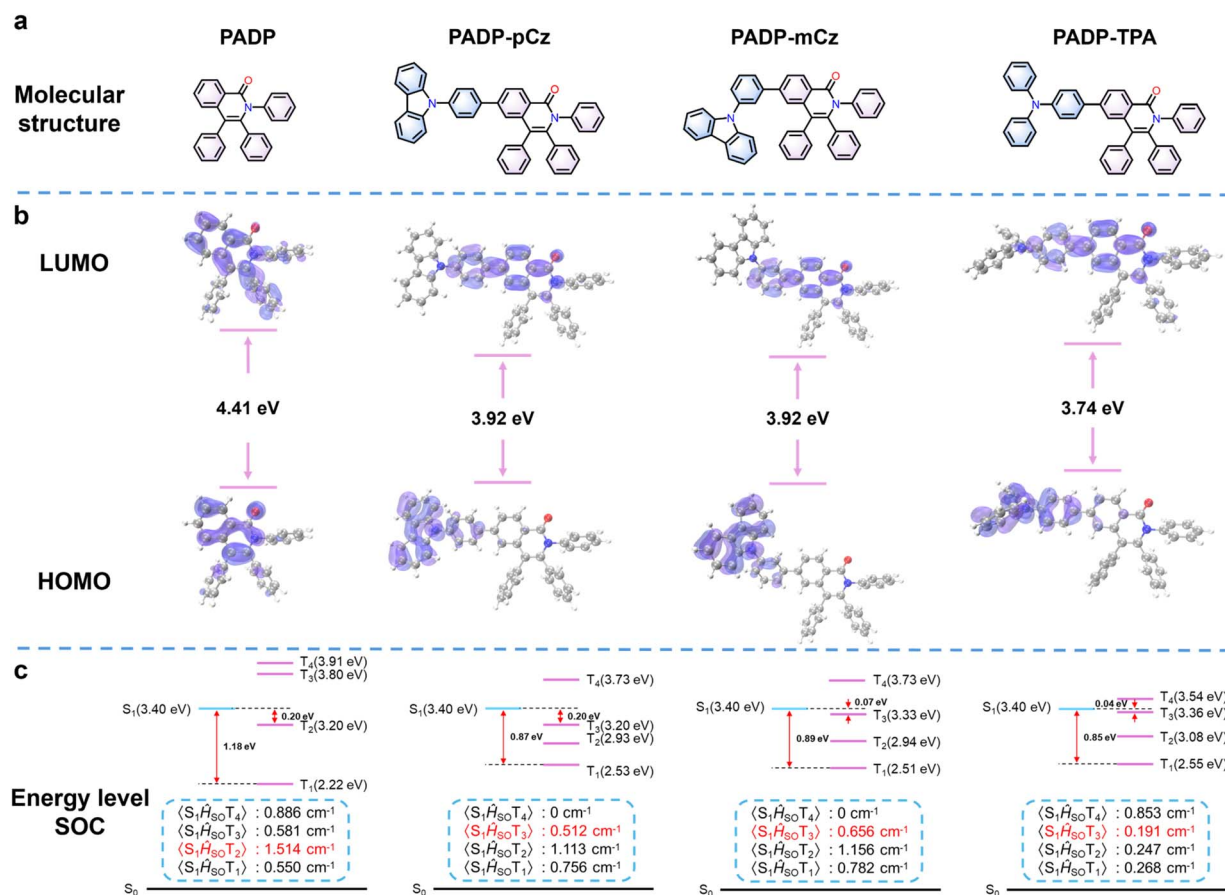 a
PADP PADP-pCz PADP-mCz PADP-TPA
Molecular
structure
O N N O N N O N N O N
b
LUMO
4.41 eV 3.92 eV 3.92 eV 3.74 eV
HOMO
c
Energy level
SOC
T₄(3.91 eV)
T₃(3.80 eV)
S₁(3.40 eV)
0.20 eV
T₂(3.20 eV)
1.18 eV
T₁(2.22 eV)
⟨S₁ĤSOT₄⟩ : 0.886 cm⁻¹
⟨S₁ĤSOT₃⟩ : 0.581 cm⁻¹
⟨S₁ĤSOT₂⟩ : 1.514 cm⁻¹
⟨S₁ĤSOT₁⟩ : 0.550 cm⁻¹
S₀
T₄(3.73 eV)
S₁(3.40 eV)
0.20 eV
T₃(3.20 eV)
0.87 eV
T₂(2.93 eV)
T₁(2.53 eV)
⟨S₁ĤSOT₄⟩ : 0 cm⁻¹
⟨S₁ĤSOT₃⟩ : 0.512 cm⁻¹
⟨S₁ĤSOT₂⟩ : 1.113 cm⁻¹
⟨S₁ĤSOT₁⟩ : 0.756 cm⁻¹
T₄(3.73 eV)
S₁(3.40 eV)
0.07 eV
T₃(3.33 eV)
0.89 eV
T₂(2.94 eV)
T₁(2.51 eV)
⟨S₁ĤSOT₄⟩ : 0 cm⁻¹
⟨S₁ĤSOT₃⟩ : 0.656 cm⁻¹
⟨S₁ĤSOT₂⟩ : 1.156 cm⁻¹
⟨S₁ĤSOT₁⟩ : 0.782 cm⁻¹
T₄(3.54 eV)
S₁(3.40 eV)
0.04 eV
T₃(3.36 eV)
0.85 eV
T₂(3.08 eV)
T₁(2.55 eV)
⟨S₁ĤSOT₄⟩ : 0.853 cm⁻¹
⟨S₁ĤSOT₃⟩ : 0.191 cm⁻¹
⟨S₁ĤSOT₂⟩ : 0.247 cm⁻¹
⟨S₁ĤSOT₁⟩ : 0.268 cm⁻¹